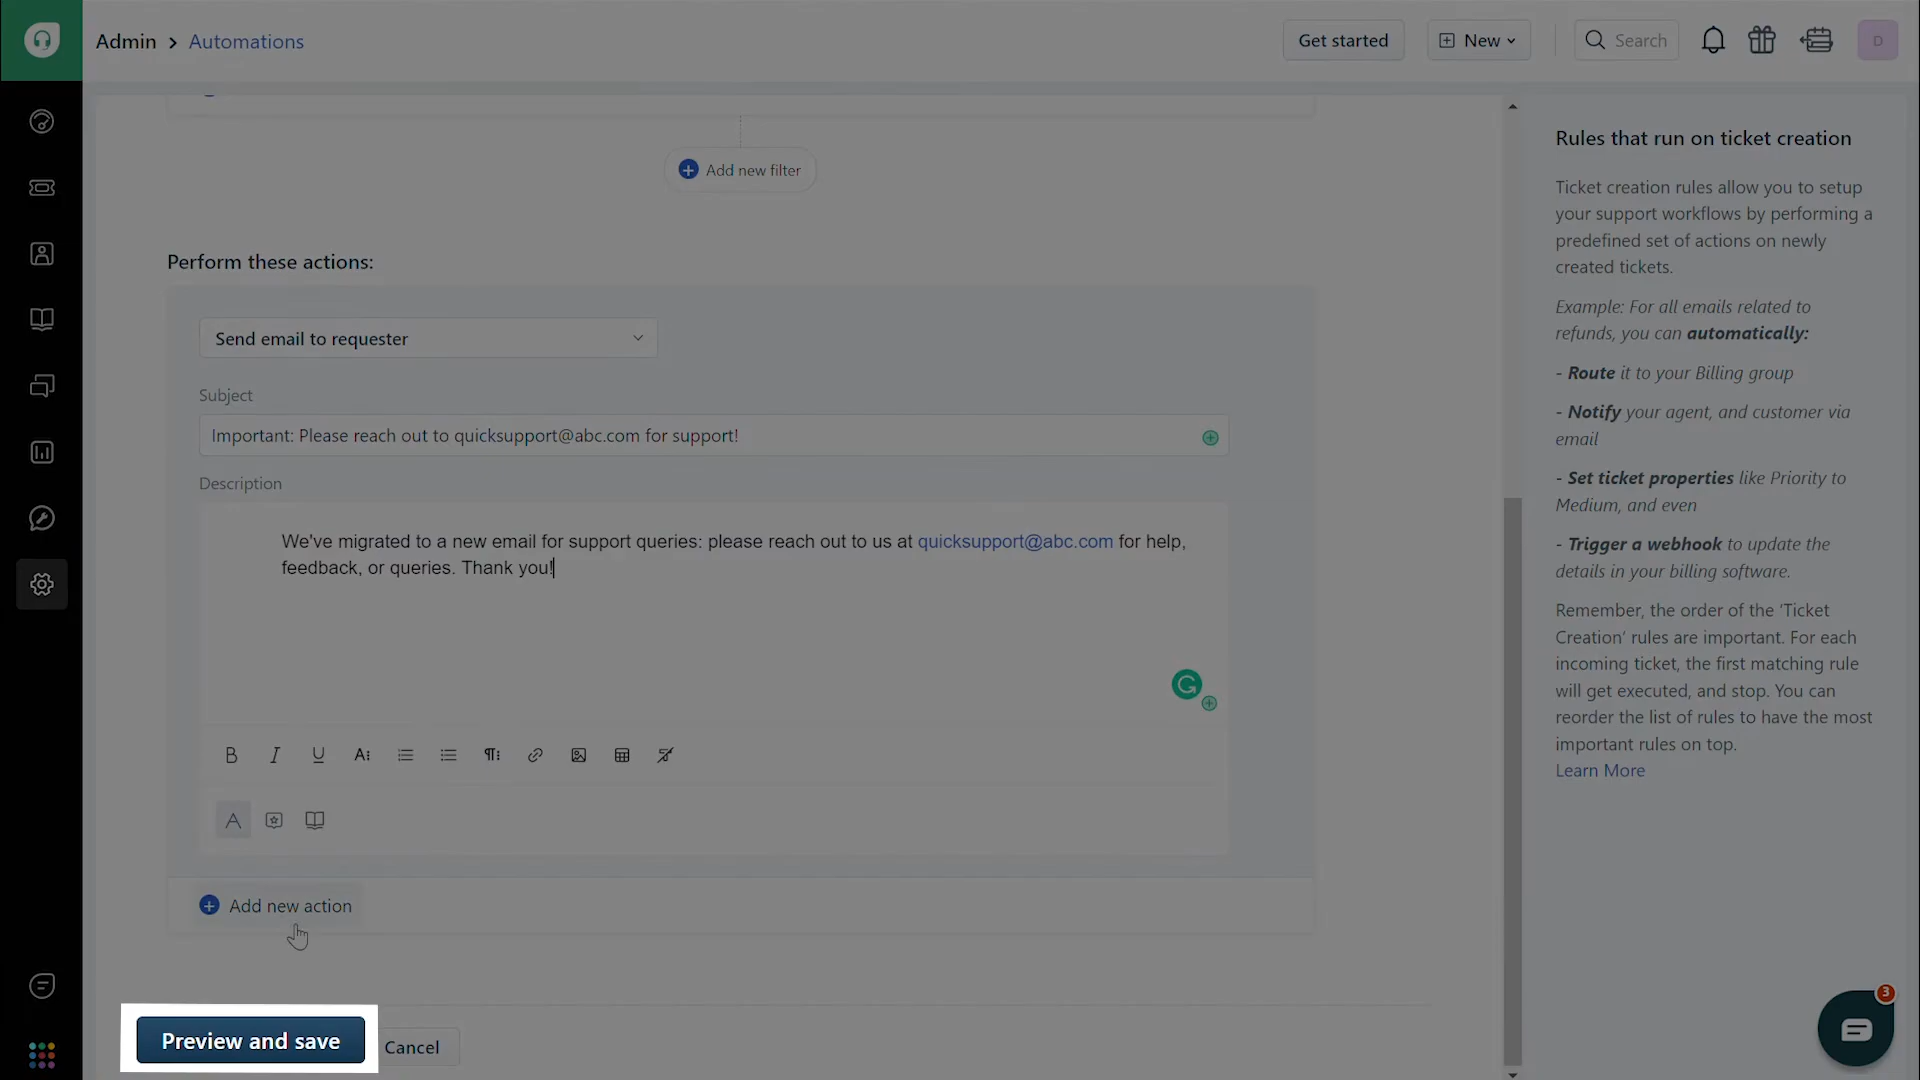 Admin > Automations
Get started
New
Search
D
Add new filter
Perform these actions:
Send email to requester
Subject
Important: Please reach out to quicksupport@abc.com for support!
Description
We've migrated to a new email for support queries: please reach out to us at quicksupport@abc.com for help,
feedback, or queries. Thank you!
Add new action
Preview and save
Cancel
Rules that run on ticket creation
Ticket creation rules allow you to setup
your support workflows by performing a
predefined set of actions on newly
created tickets.
Example: For all emails related to
refunds, you can automatically:
- Route it to your Billing group
- Notify your agent, and customer via
email
- Set ticket properties like Priority to
Medium, and even
- Trigger a webhook to update the
details in your billing software.
Remember, the order of the ‘Ticket
Creation’ rules are important. For each
incoming ticket, the first matching rule
will get executed, and stop. You can
reorder the list of rules to have the most
important rules on top.
Learn More
3